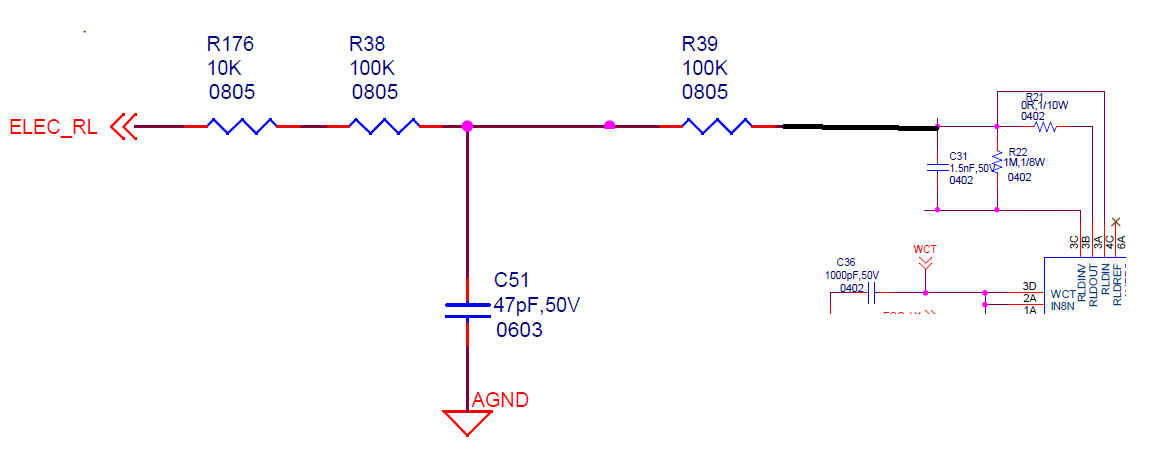 R176
10K
0805
R38
100K
0805
R39
100K
0805
ELEC_RL
R21
0R,1/10W
0402
C31
1.5nF,50V
0402
R22
1M,1/8W
0402
C51
47pF,50V
0603
AGND
WCT
C36
1000pF,50V
0402
3C
3B
3A
4C
6A
RLDINV
RLDOUT
RLDIN
RLDREF
3D
2A
1A
WCT
IN8N